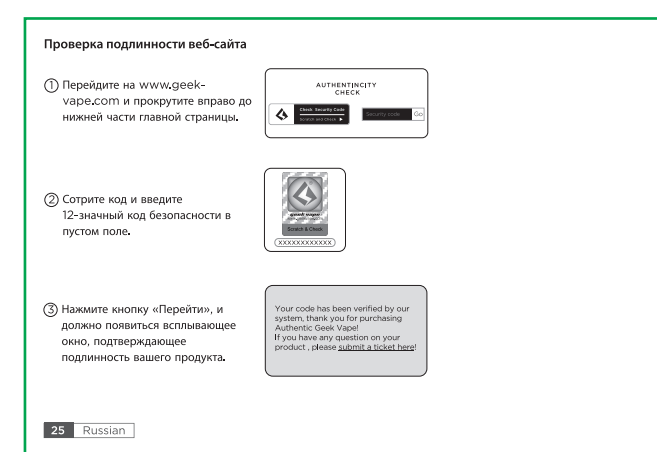 Проверка подлинности веб-сайта
① Перейдите на www.geek-
vape.com и прокрутите вправо до
нижней части главной страницы.
AUTHENTINCITY
CHECK
Check Security Code
Scratch and Check ▶
Security code
Go
② Сотрите код и введите
12-значный код безопасности в
пустом поле.
geek vape
Scratch & Check
XXXXXXXXXXXX
③ Нажмите кнопку «Перейти», и
должно появиться всплывающее
окно, подтверждающее
подлинность вашего продукта.
Your code has been verified by our
system, thank you for purchasing
Authentic Geek Vape!
If you have any question on your
product , please submit a ticket here!
25 Russian